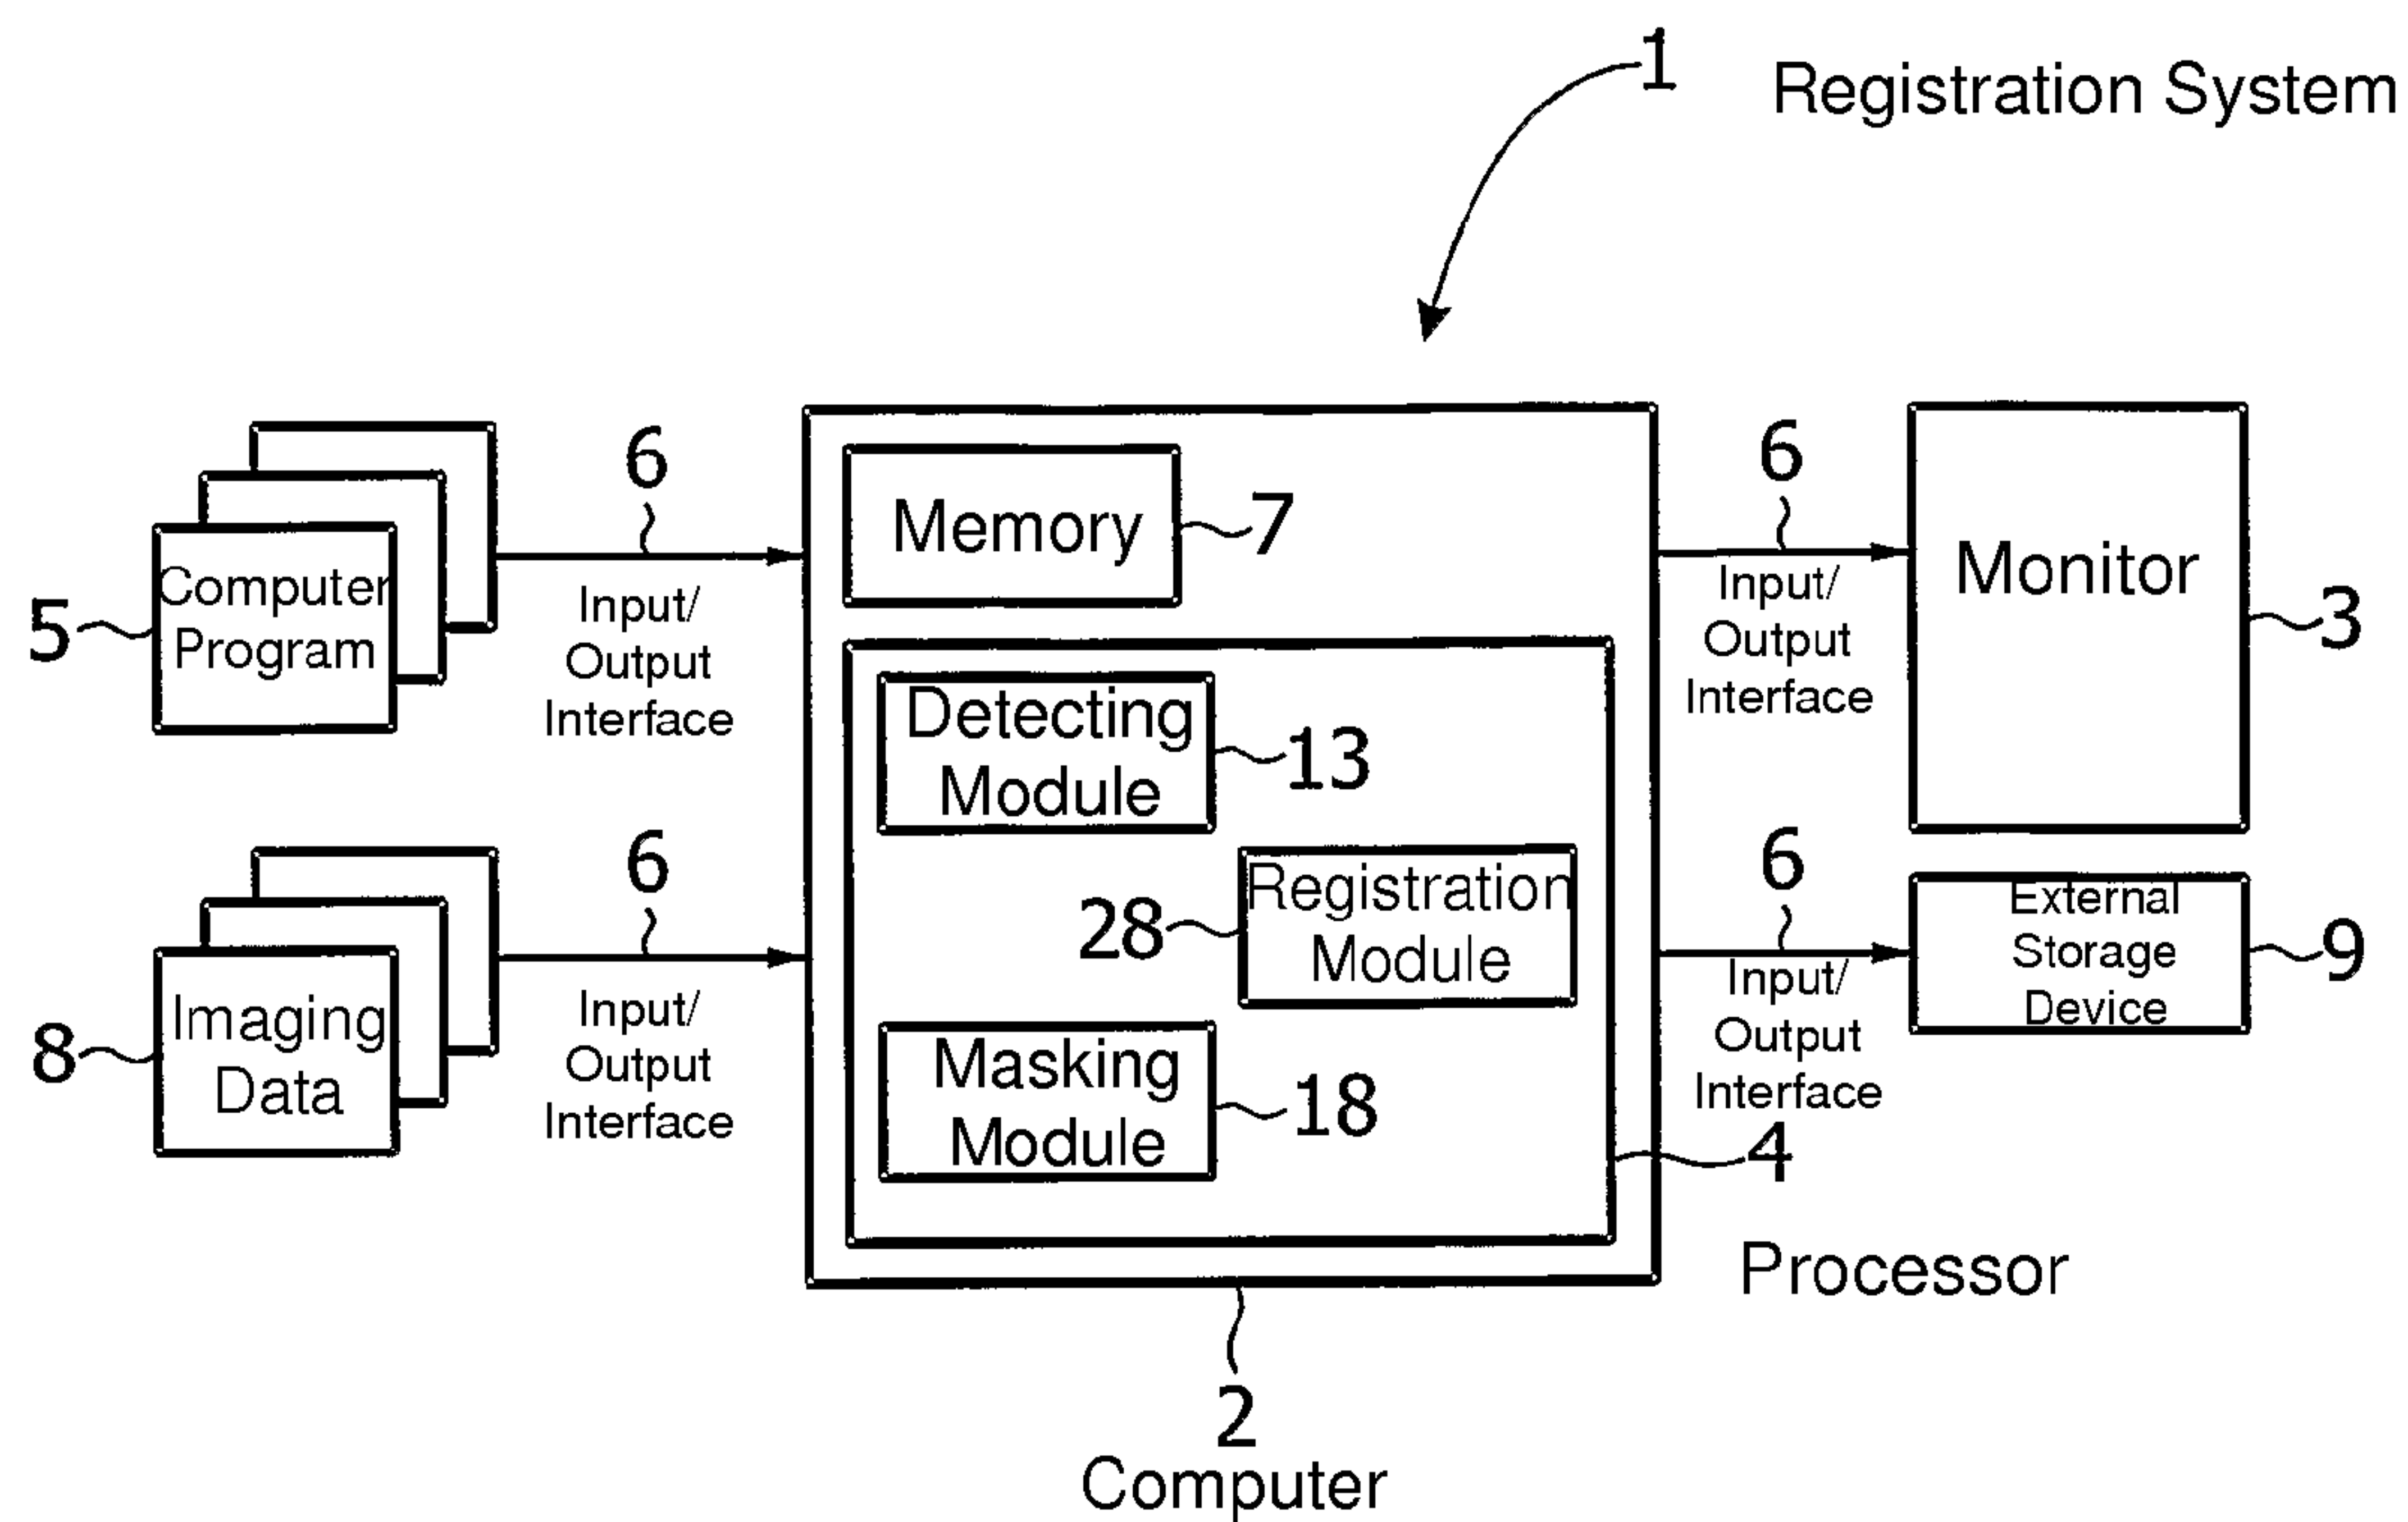 1
Registration System
6
6
Memory
7
Monitor
3
Computer
Program
5
Input/
Output
Interface
Input/
Output
Interface
Detecting
Module
13
6
6
Registration
Module
28
External
Storage
Device
9
Imaging
Data
8
Input/
Output
Interface
Input/
Output
Interface
Masking
Module
18
4
Processor
2
Computer